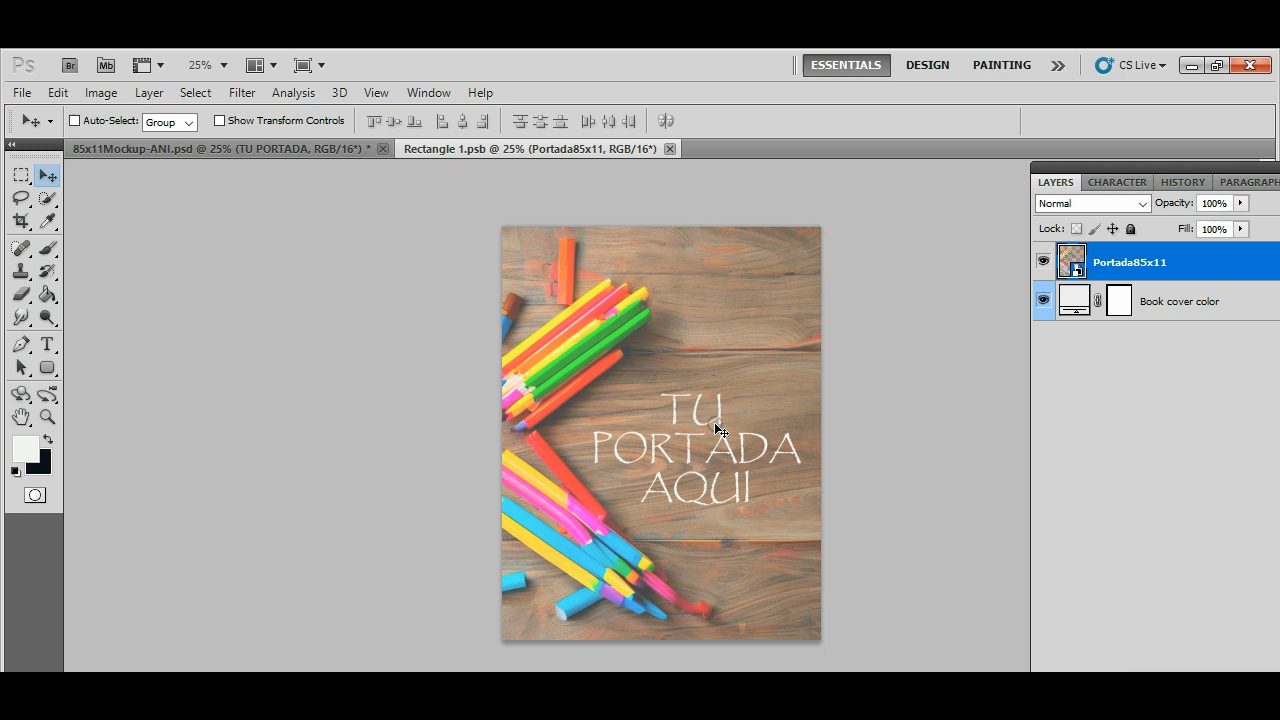 Ps Br Mb 25% ESSENTIALS DESIGN PAINTING CS Live
File Edit Image Layer Select Filter Analysis 3D View Window Help
Auto-Select: Group Show Transform Controls
85x11Mockup-ANI.psd @ 25% (TU PORTADA, RGB/16*) * Rectangle 1.psb @ 25% (Portada85x11, RGB/16*)
LAYERS CHARACTER HISTORY PARAGRAPH
Normal Opacity: 100%
Lock: Fill: 100%
Portada85x11
Book cover color
T
TU
PORTADA
AQUI